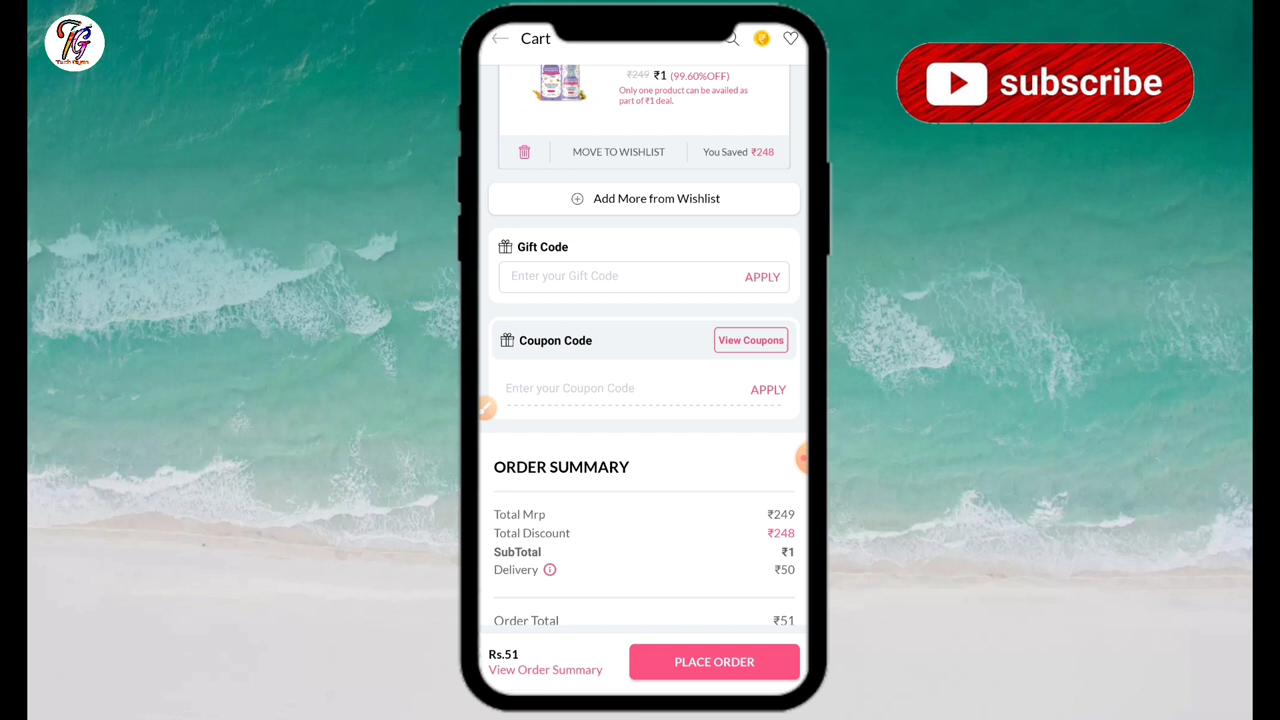 TG
Cart
₹249 ₹1 (99.60%OFF)
Only one product can be availed as
part of ₹1 deal.
MOVE TO WISHLIST
You Saved ₹248
Add More from Wishlist
Gift Code
Enter your Gift Code
APPLY
Coupon Code
View Coupons
Enter your Coupon Code
APPLY
ORDER SUMMARY
Total Mrp ₹249
Total Discount ₹248
SubTotal ₹1
Delivery ₹50
Order Total ₹51
Rs.51
View Order Summary
PLACE ORDER
subscribe